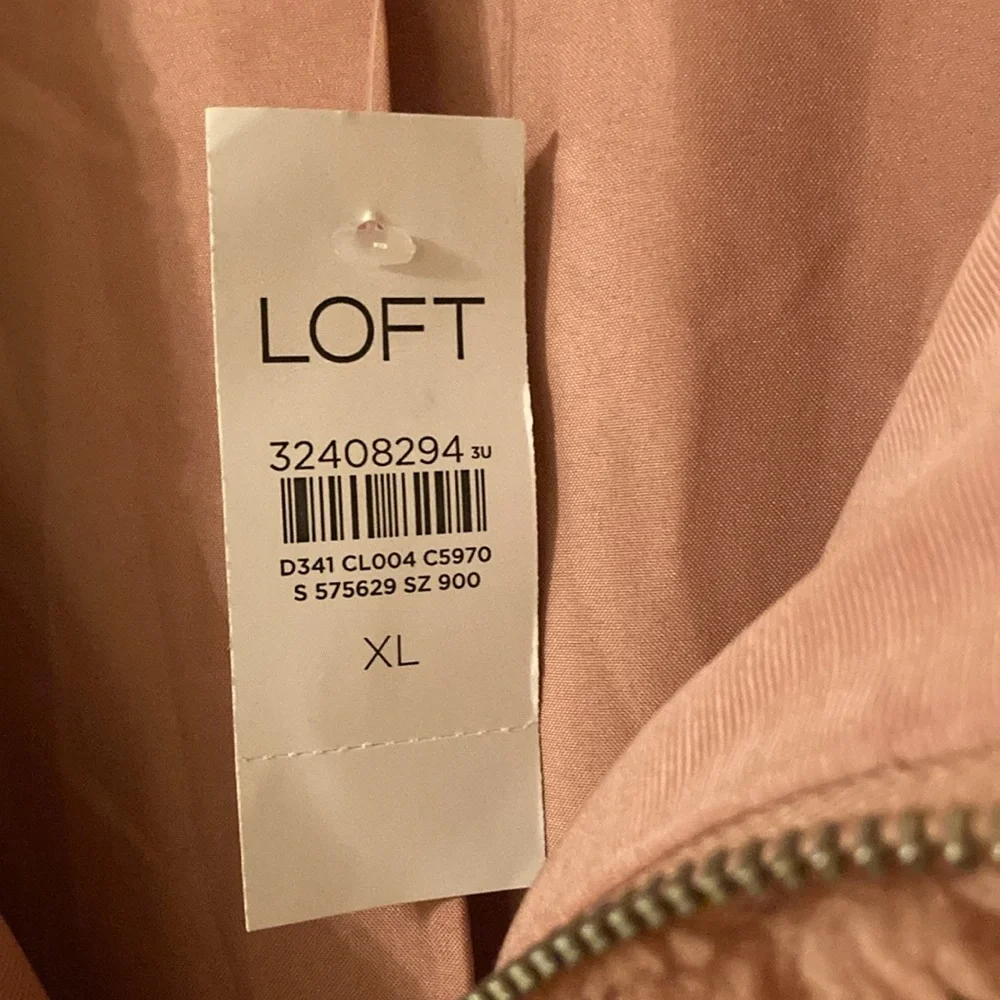 LOFT
32408294 3U
D341 CL004 C5970
S 575629 SZ 900
XL